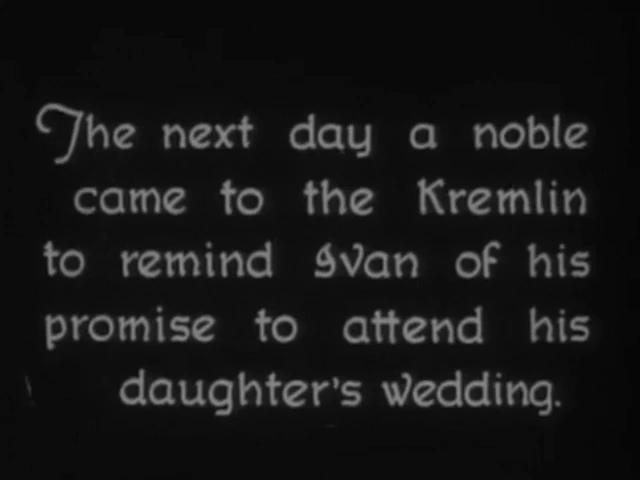 The next day a noble
came to the Kremlin
to remind Ivan of his
promise to attend his
daughter's wedding.